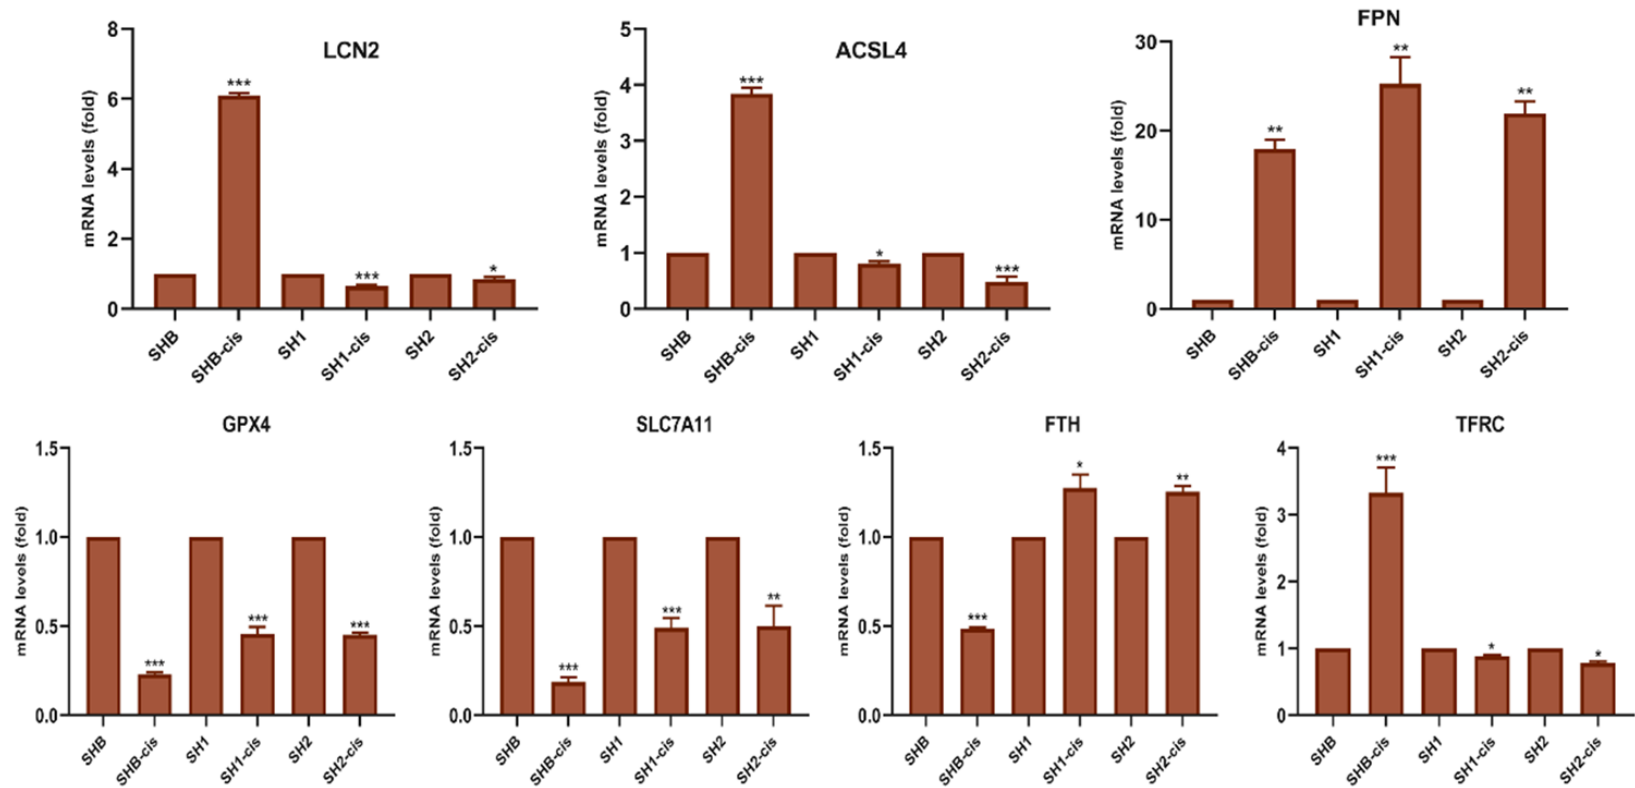 LCN2
mRNA levels (fold)
8
6
4
2
0
***
***
*
SHB
SHB-cis
SH1
SH1-cis
SH2
SH2-cis
ACSL4
mRNA levels (fold)
5
4
3
2
1
0
***
*
***
SHB
SHB-cis
SH1
SH1-cis
SH2
SH2-cis
FPN
mRNA levels (fold)
30
20
10
0
**
**
**
SHB
SHB-cis
SH1
SH1-cis
SH2
SH2-cis
GPX4
mRNA levels (fold)
1.5
1.0
0.5
0.0
***
***
***
SHB
SHB-cis
SH1
SH1-cis
SH2
SH2-cis
SLC7A11
mRNA levels (fold)
1.5
1.0
0.5
0.0
***
***
**
SHB
SHB-cis
SH1
SH1-cis
SH2
SH2-cis
FTH
mRNA levels (fold)
1.5
1.0
0.5
0.0
***
*
**
SHB
SHB-cis
SH1
SH1-cis
SH2
SH2-cis
TFRC
mRNA levels (fold)
4
3
2
1
0
***
*
*
SHB
SHB-cis
SH1
SH1-cis
SH2
SH2-cis